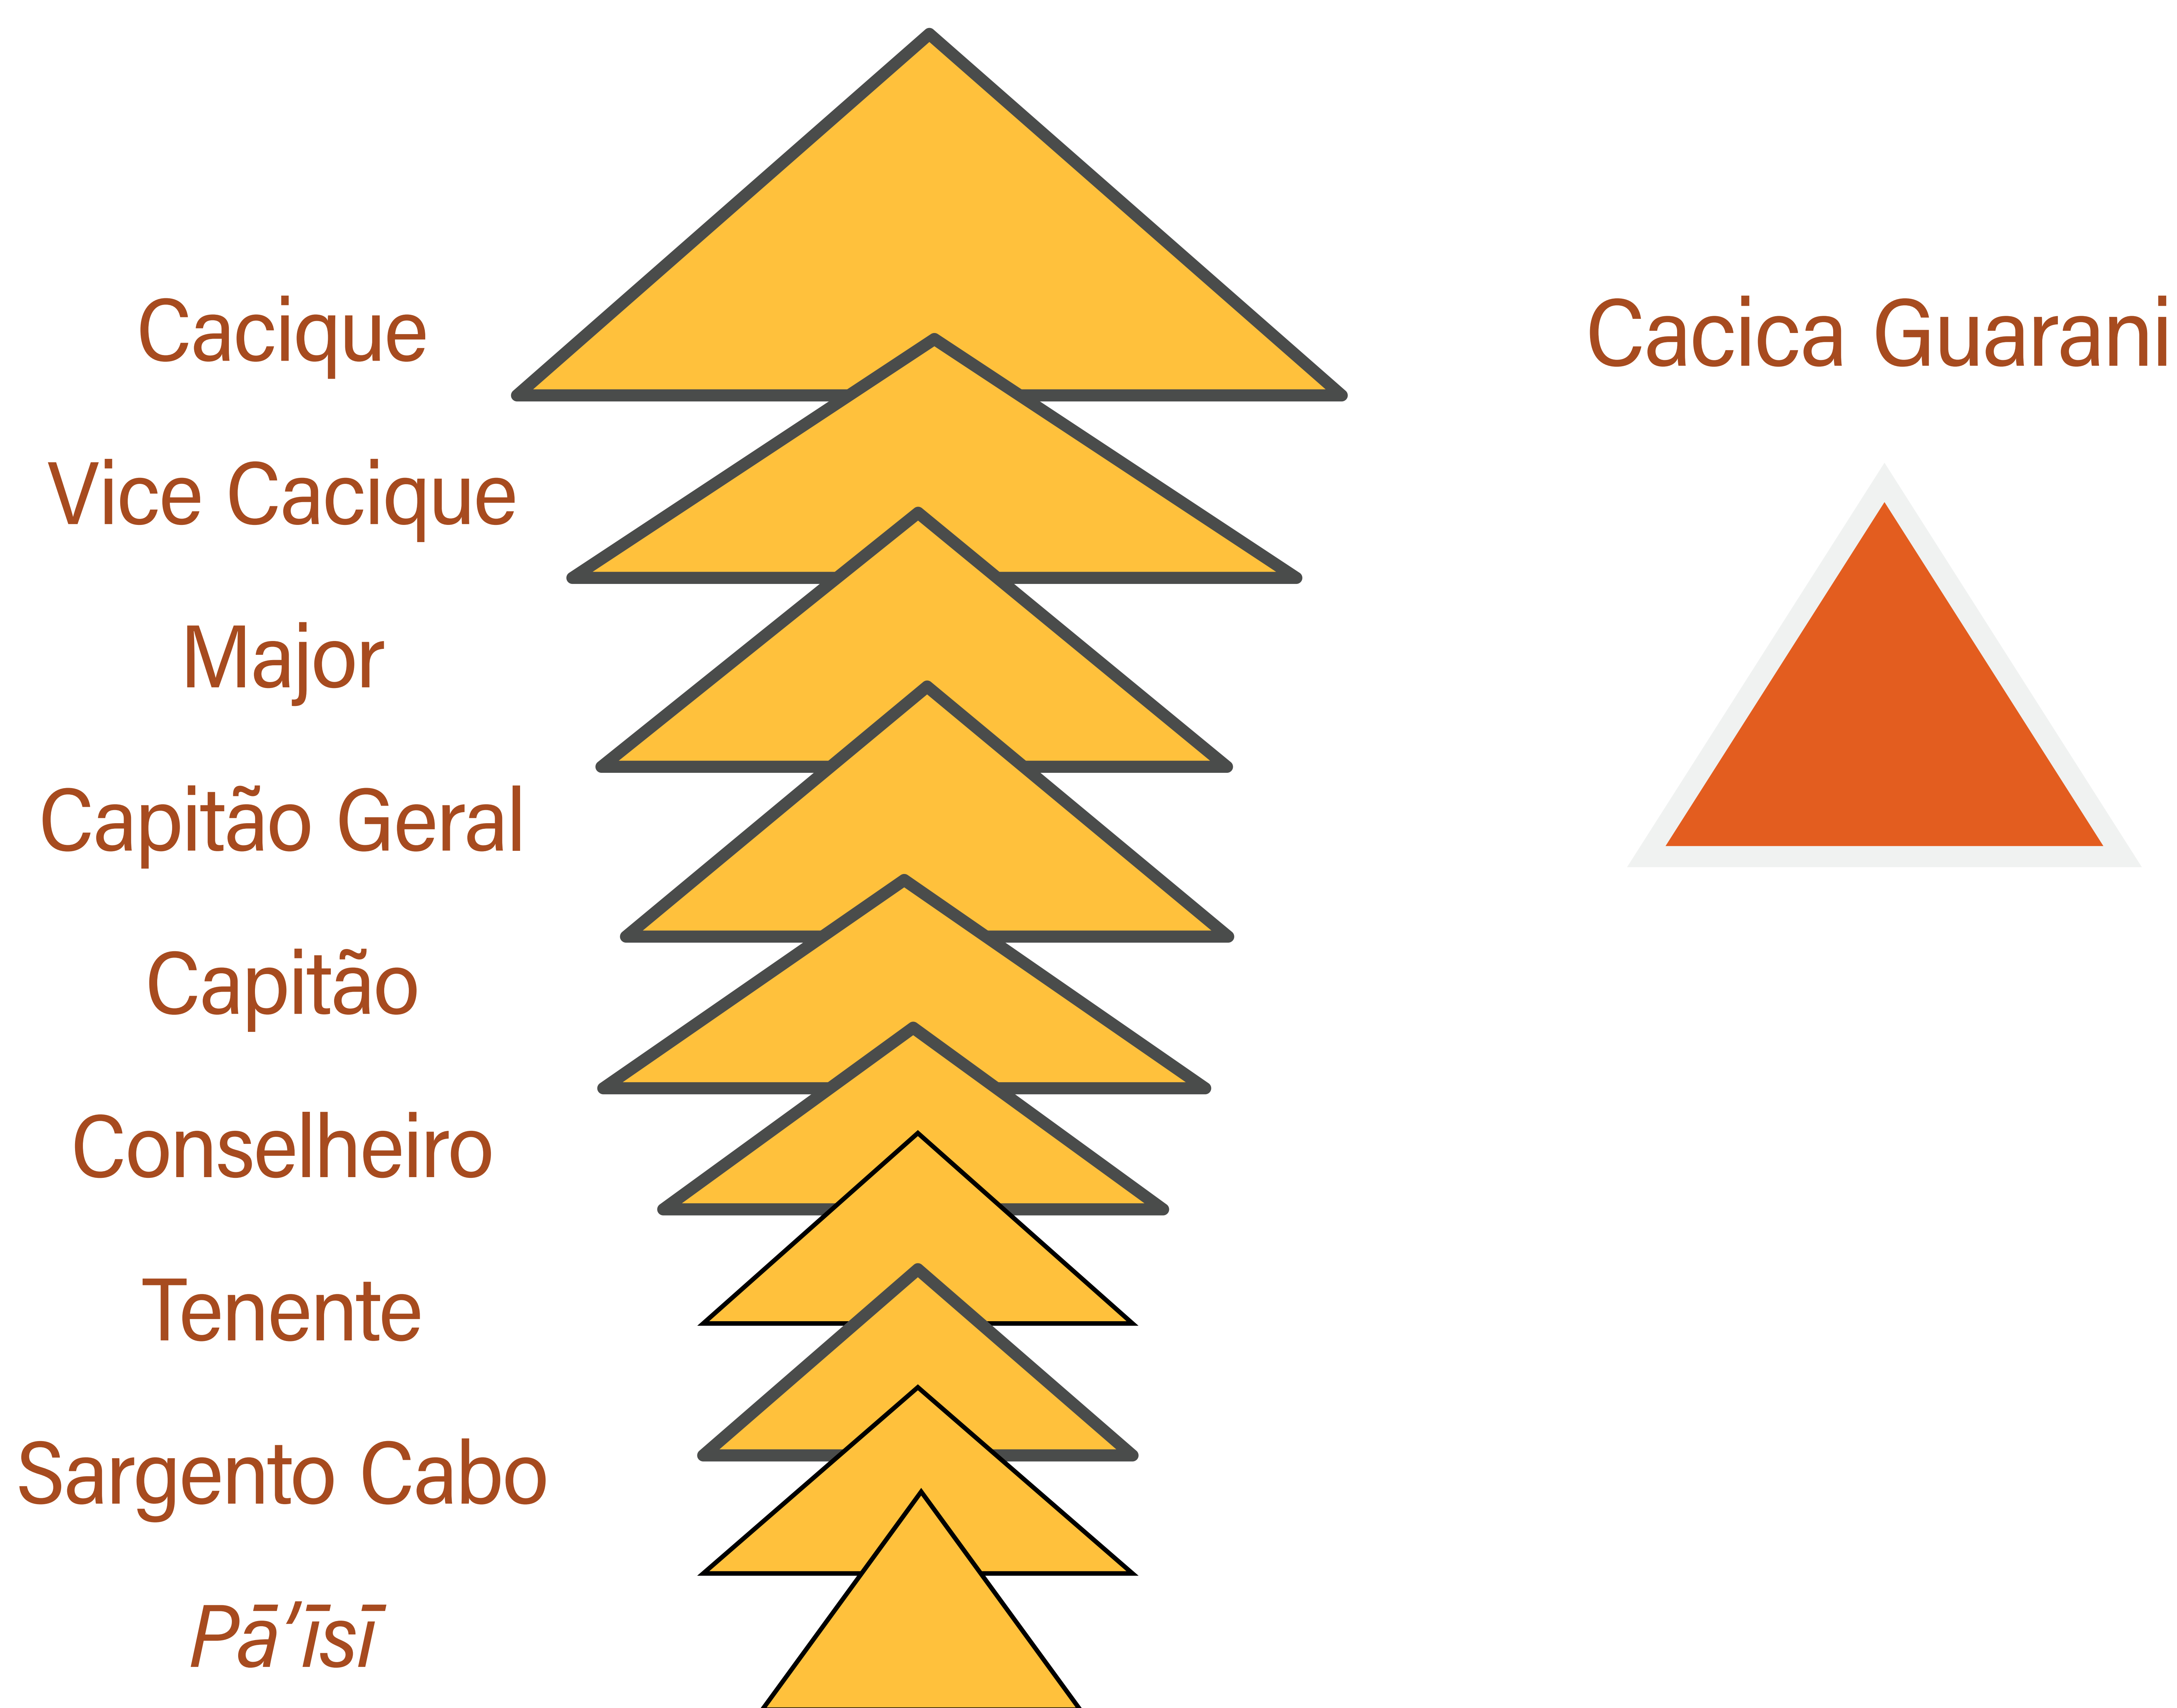 Cacique
Cacica Guarani
Vice Cacique
Major
Capitão Geral
Capitão
Conselheiro
Tenente
Sargento Cabo
Pā’īsī